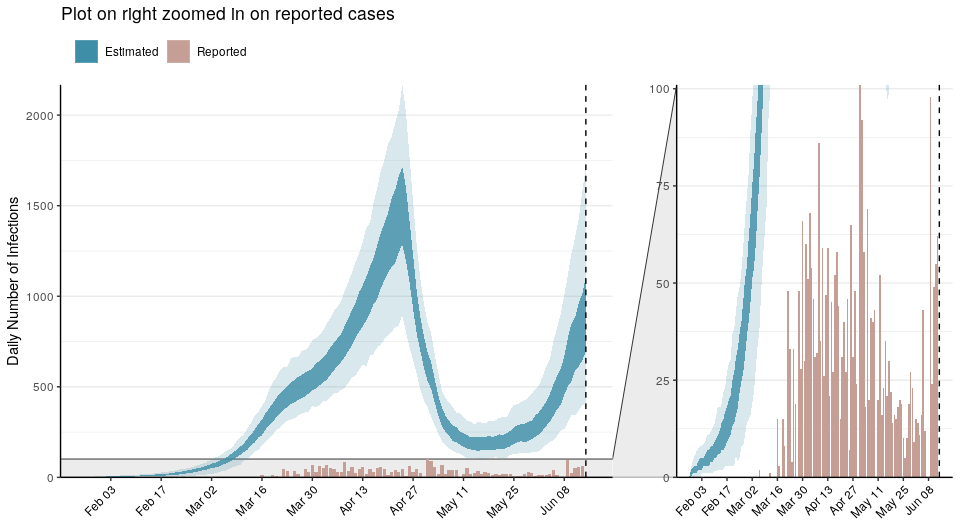 Plot on right zoomed in on reported cases
Estimated Reported
Daily Number of Infections
2000
1500
1000
500
0
Feb 03 Feb 17 Mar 02 Mar 16 Mar 30 Apr 13 Apr 27 May 11 May 25 Jun 08
100
75
50
25
0
Feb 03 Feb 17 Mar 02 Mar 16 Mar 30 Apr 13 Apr 27 May 11 May 25 Jun 08